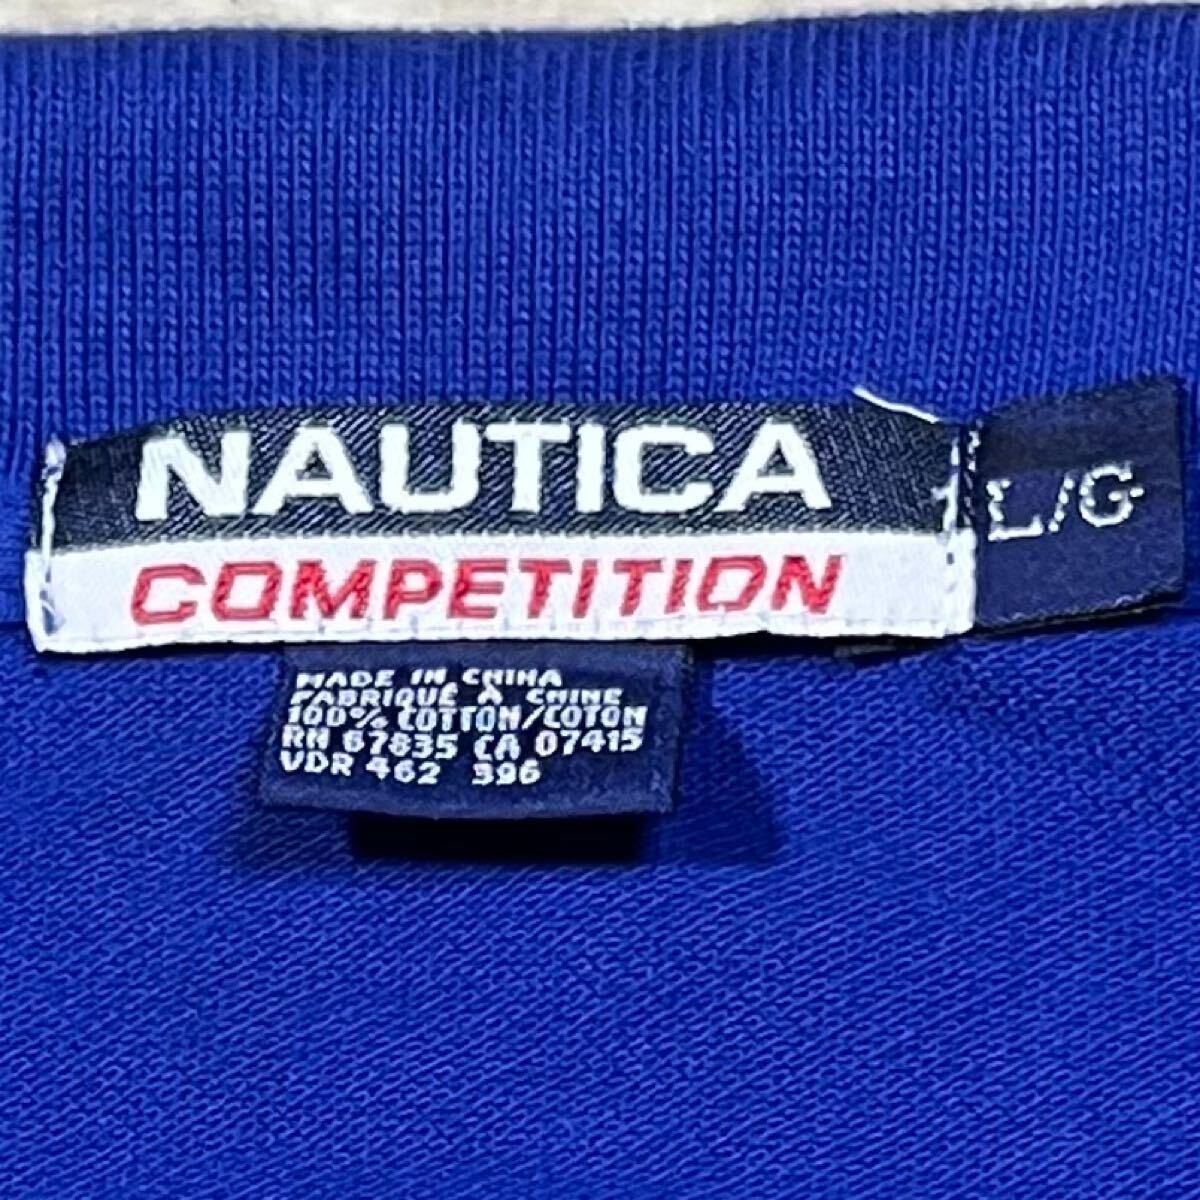 NAUTICA
COMPETITION
L/G
MADE IN CHINA
FABRIQUÉ À CHINE
100% COTTON/COTON
RN 67835 CA 07415
VDR 462 396